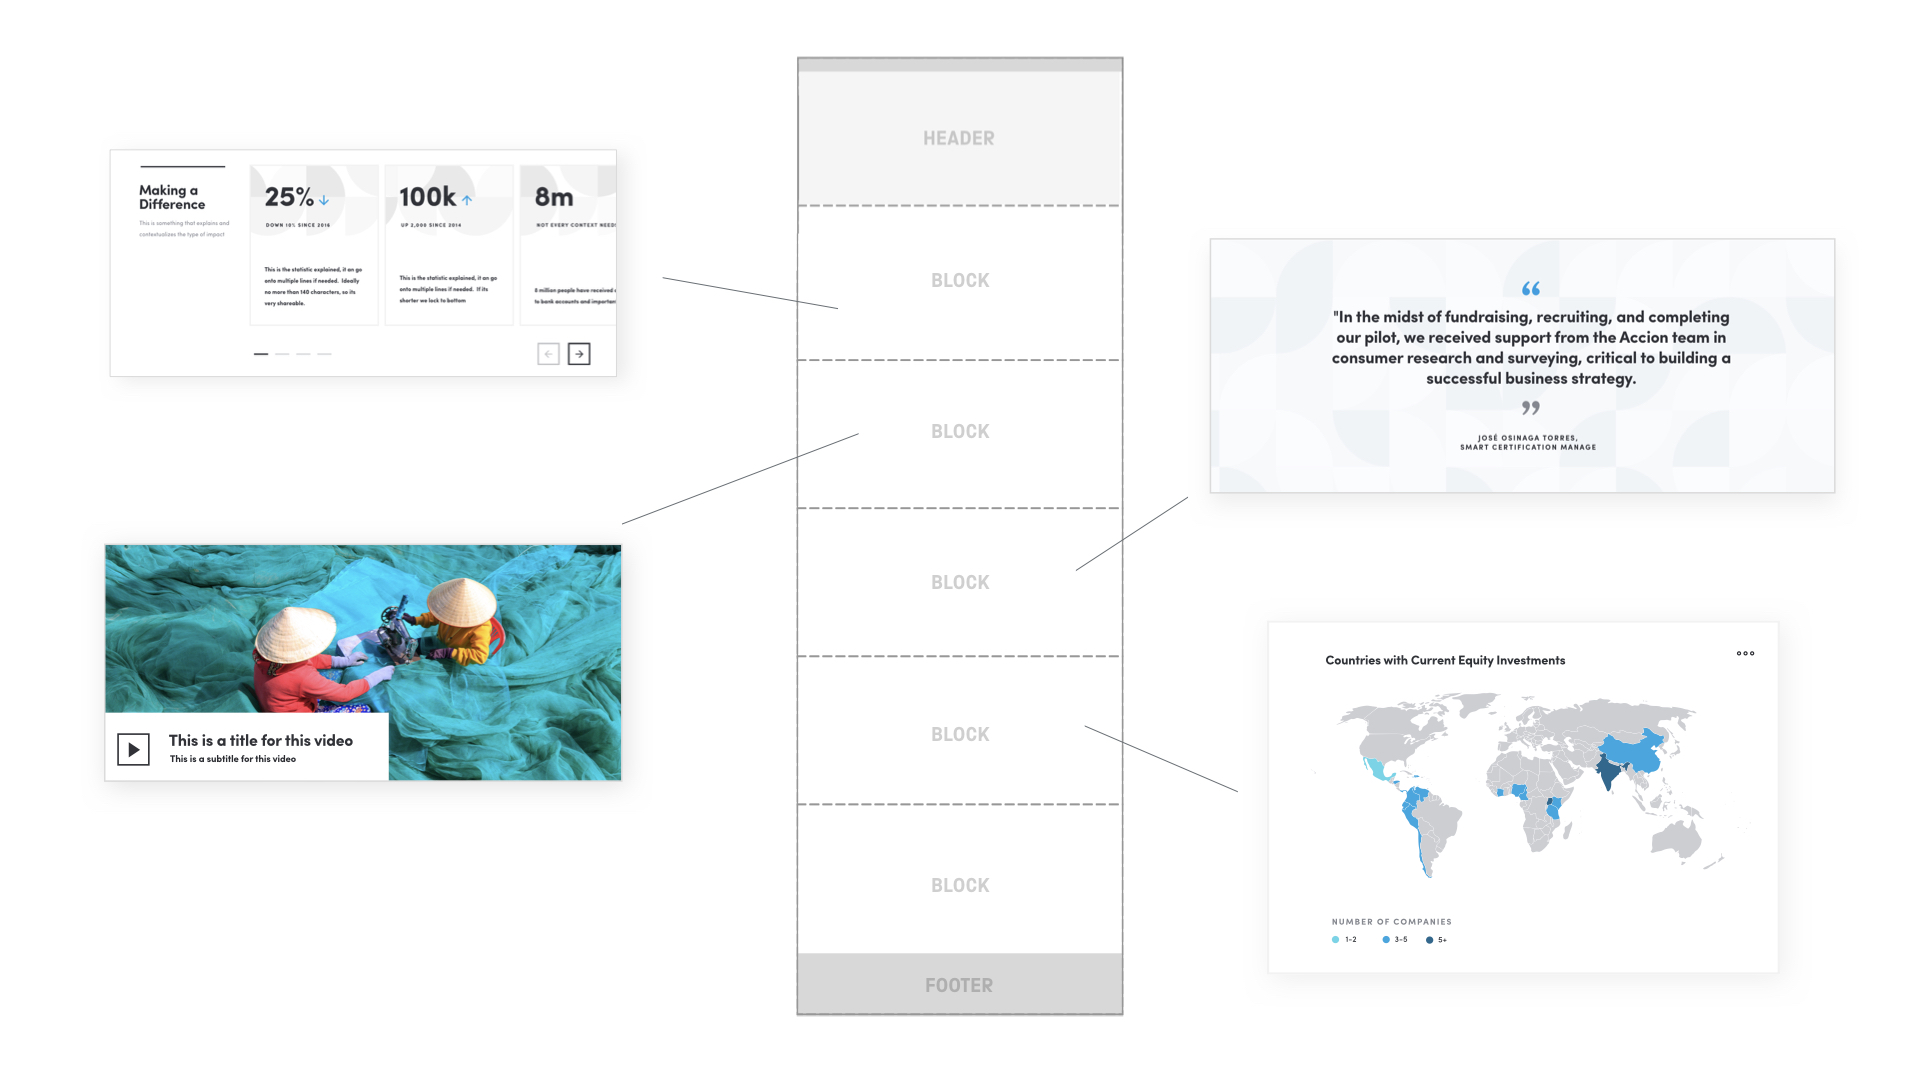 HEADER
BLOCK
BLOCK
BLOCK
BLOCK
BLOCK
FOOTER
Making a
Difference
This is something that explains and
contextualizes the type of impact
25%
DOWN 10% SINCE 2016
This is the statistic explained, it an go
onto multiple lines if needed. Ideally
no more than 140 characters, so its
very shareable.
100k
UP 2,000 SINCE 2014
This is the statistic explained, it an go
onto multiple lines if needed. If its
shorter we lock to bottom
8m
NOT EVERY CONTEXT NEEDS
8 million people have received
to bank accounts and important
This is a title for this video
This is a subtitle for this video
“
"In the midst of fundraising, recruiting, and completing
our pilot, we received support from the Accion team in
consumer research and surveying, critical to building a
successful business strategy.
”
JOSÉ OSINAGA TORRES,
SMART CERTIFICATION MANAGE
Countries with Current Equity Investments
NUMBER OF COMPANIES
1-2
3-5
5+